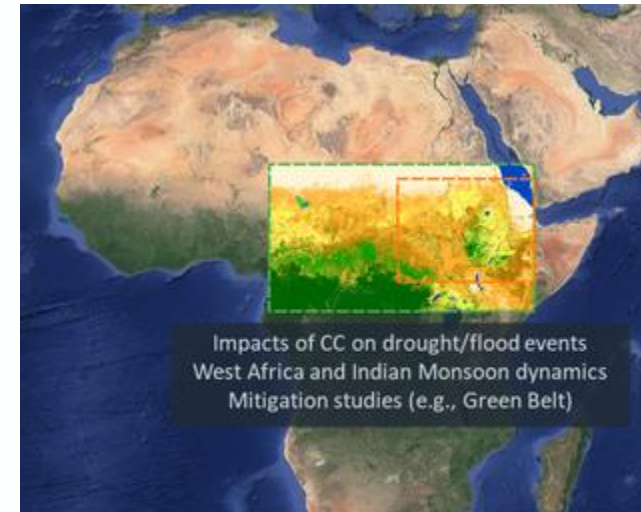 Impacts of CC on drought/flood events
West Africa and Indian Monsoon dynamics
Mitigation studies (e.g., Green Belt)